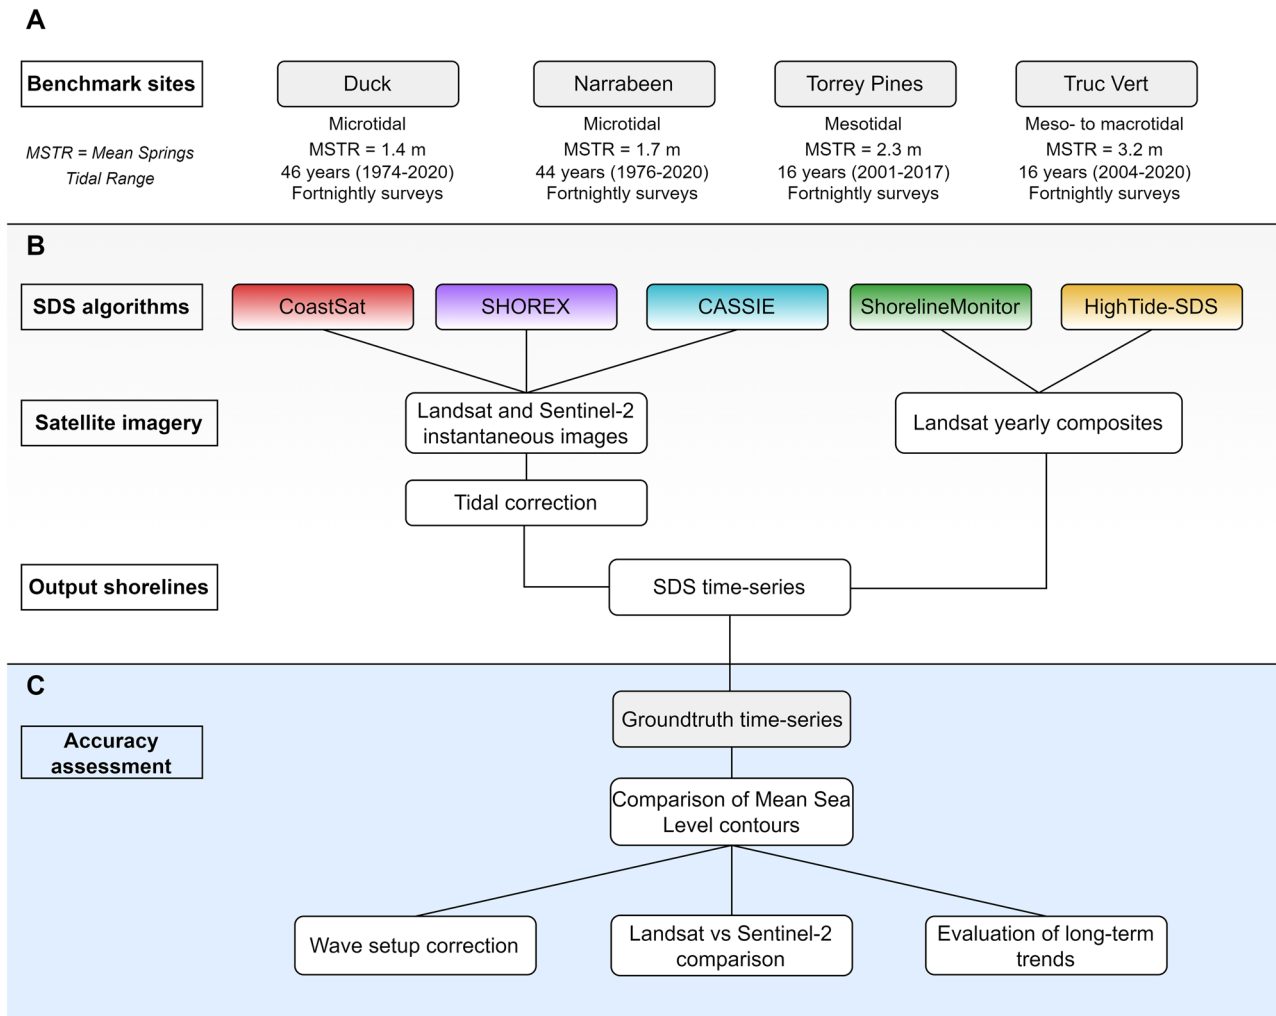 A
Benchmark sites
Duck
Narrabeen
Torrey Pines
Truc Vert
MSTR = Mean Springs
Tidal Range
Microtidal
MSTR = 1.4 m
46 years (1974-2020)
Fortnightly surveys
Microtidal
MSTR = 1.7 m
44 years (1976-2020)
Fortnightly surveys
Mesotidal
MSTR = 2.3 m
16 years (2001-2017)
Fortnightly surveys
Meso- to macrotidal
MSTR = 3.2 m
16 years (2004-2020)
Fortnightly surveys
B
SDS algorithms
CoastSat
SHOREX
CASSIE
ShorelineMonitor
HighTide-SDS
Satellite imagery
Landsat and Sentinel-2
instantaneous images
Landsat yearly composites
Tidal correction
Output shorelines
SDS time-series
C
Accuracy
assessment
Groundtruth time-series
Comparison of Mean Sea
Level contours
Wave setup correction
Landsat vs Sentinel-2
comparison
Evaluation of long-term
trends